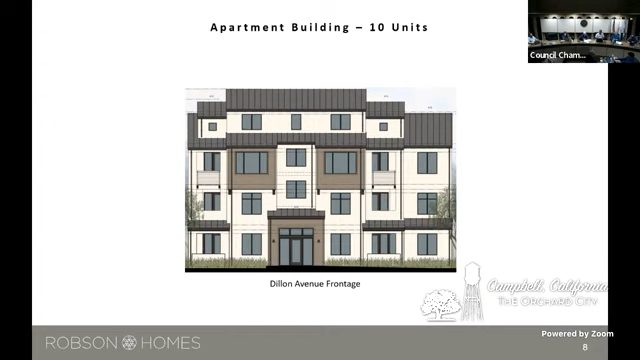 Apartment Building – 10 Units
Council Cham...
Dillon Avenue Frontage
Campbell, California
THE ORCHARD CITY
Powered by Zoom
ROBSON HOMES
8